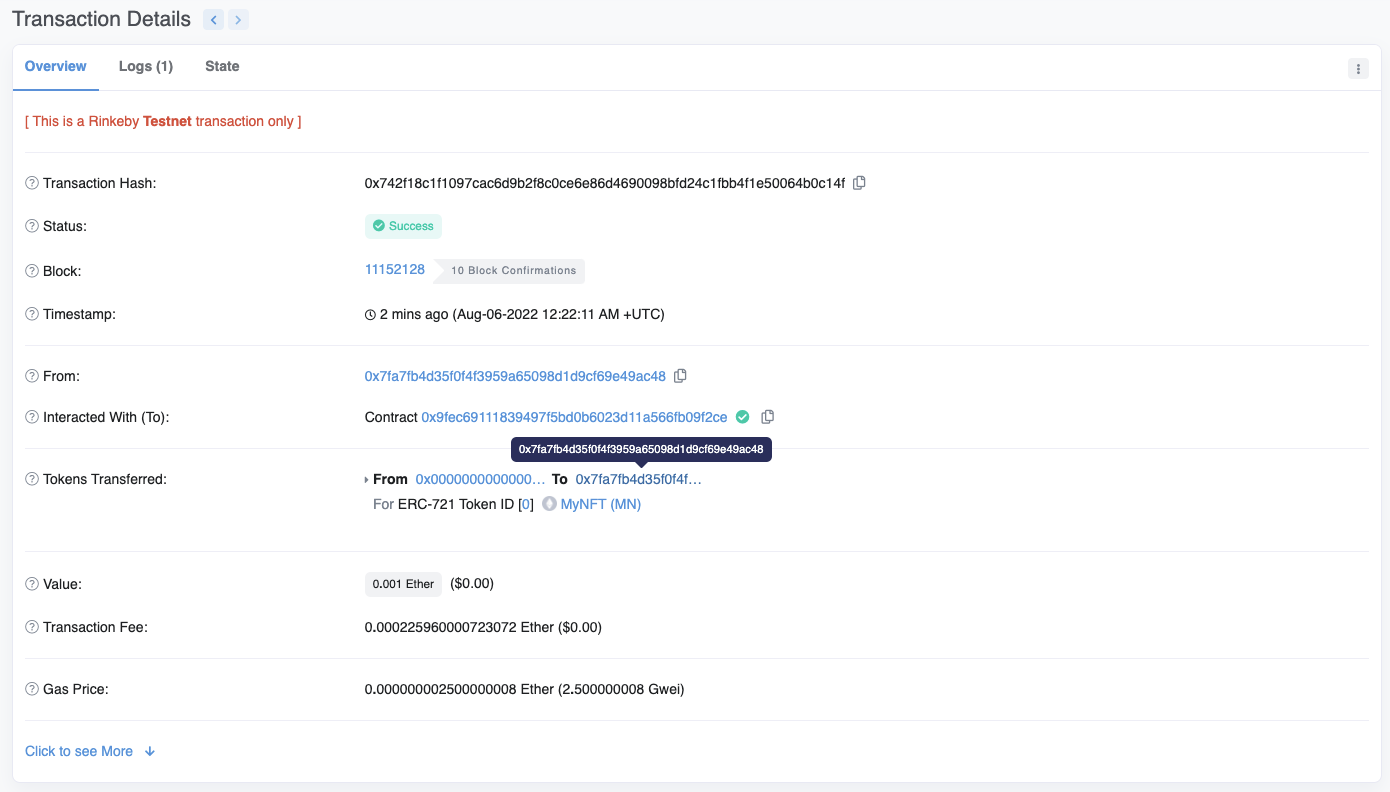 Transaction Details
Overview Logs (1) State
[ This is a Rinkeby Testnet transaction only ]
Transaction Hash: 0x742f18c1f1097cac6d9b2f8c0ce6e86d4690098bfd24c1fbb4f1e50064b0c14f
Status: Success
Block: 11152128 10 Block Confirmations
Timestamp: 2 mins ago (Aug-06-2022 12:22:11 AM +UTC)
From: 0x7fa7fb4d35f0f4f3959a65098d1d9cf69e49ac48
Interacted With (To): Contract 0x9fec69111839497f5bd0b6023d11a566fb09f2ce
0x7fa7fb4d35f0f4f3959a65098d1d9cf69e49ac48
Tokens Transferred: From 0x0000000000000... To 0x7fa7fb4d35f0f4f...
For ERC-721 Token ID [0] MyNFT (MN)
Value: 0.001 Ether ($0.00)
Transaction Fee: 0.000225960000723072 Ether ($0.00)
Gas Price: 0.000000002500000008 Ether (2.500000008 Gwei)
Click to see More